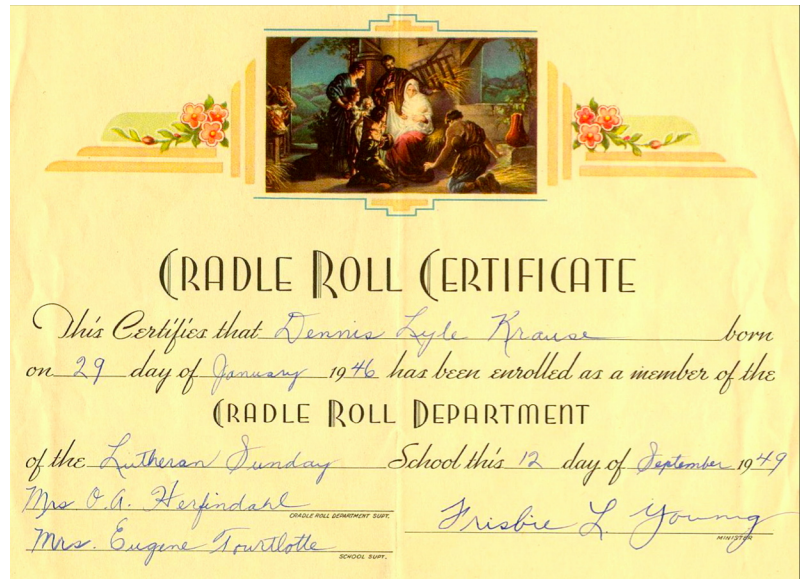 CRADLE ROLL CERTIFICATE
This Certifies that Dennis Lyle Krause born
on 29 day of January 1946 has been enrolled as a member of the
CRADLE ROLL DEPARTMENT
of the Lutheran Sunday School this 12 day of September 1949
Mrs O.A. Herfindahl
CRADLE ROLL DEPARTMENT SUPT.
Frisbie L. Young
MINISTER
Mrs. Eugene Tourtlotte
SCHOOL SUPT.